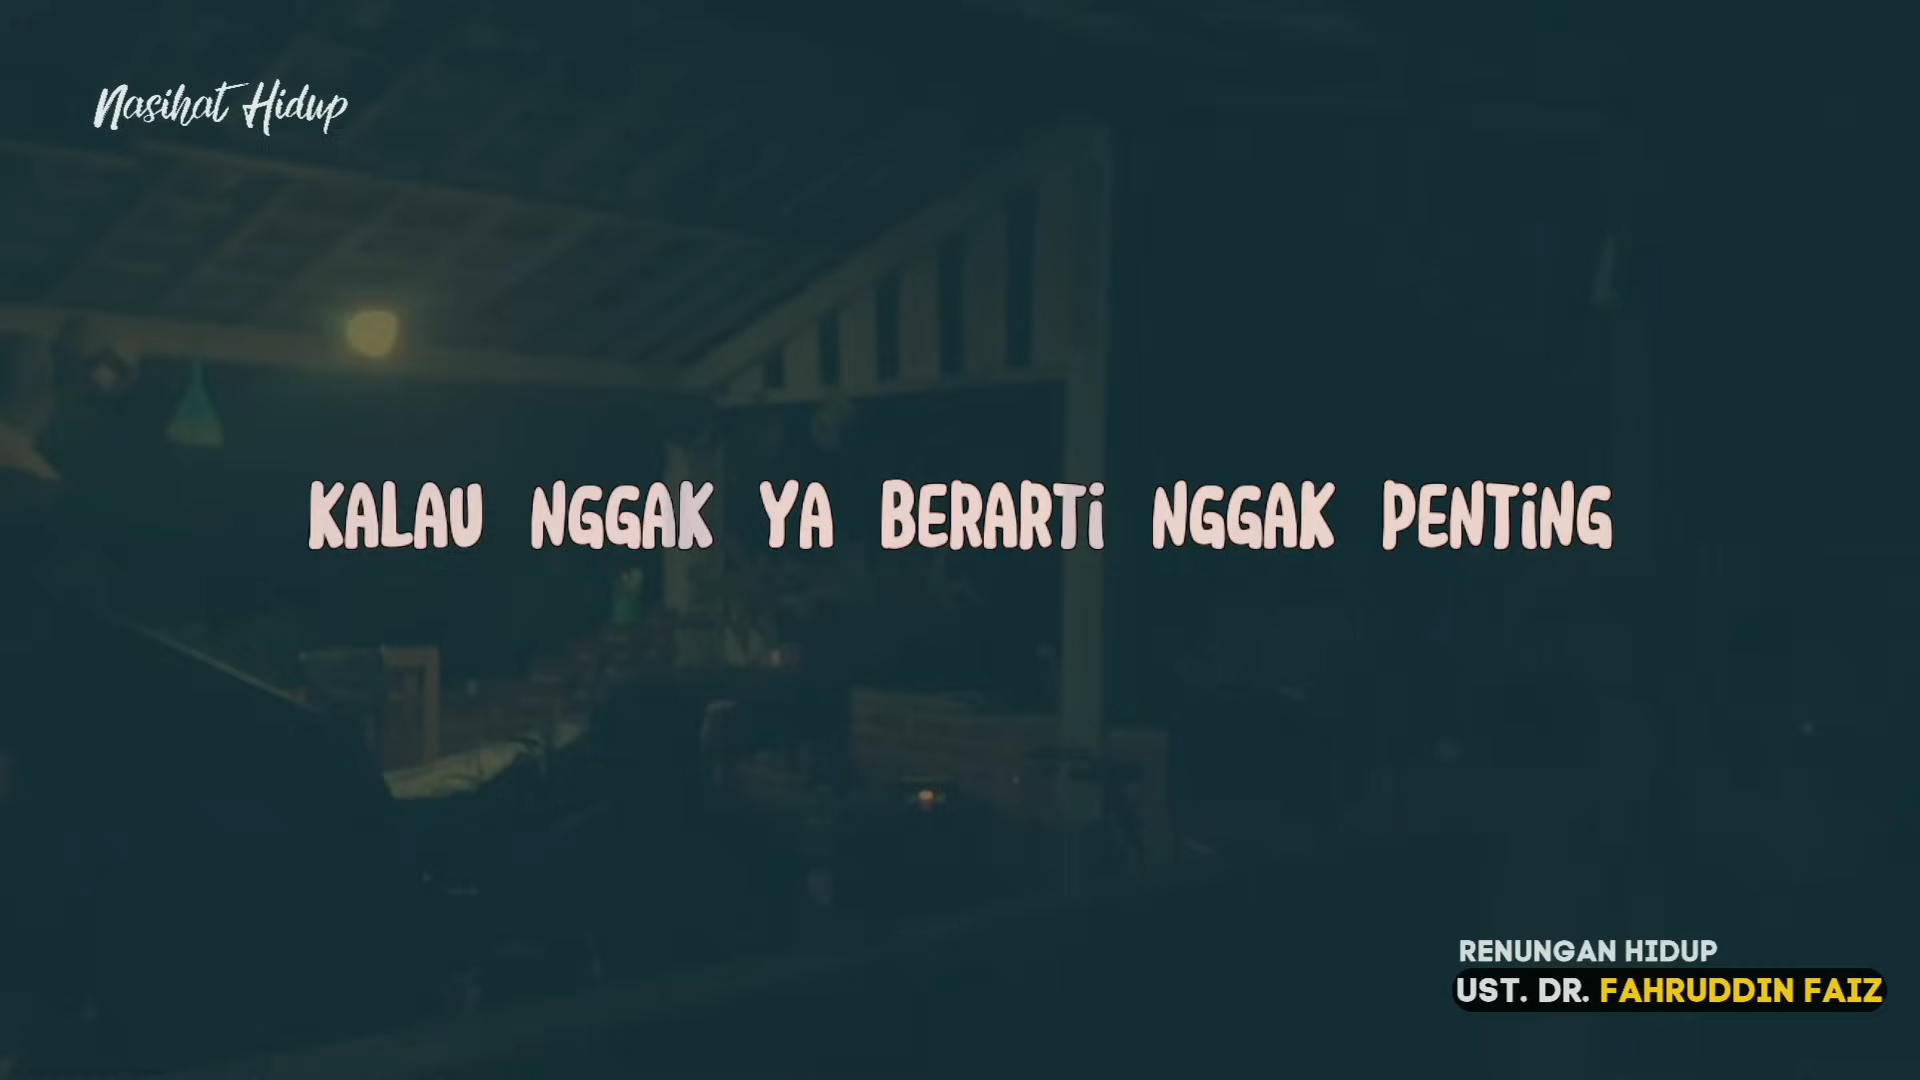 Nasihat Hidup
KALAU NGGAK YA BERARTi NGGAK PENTiNG
RENUNGAN HIDUP
UST. DR. FAHRUDDIN FAIZ